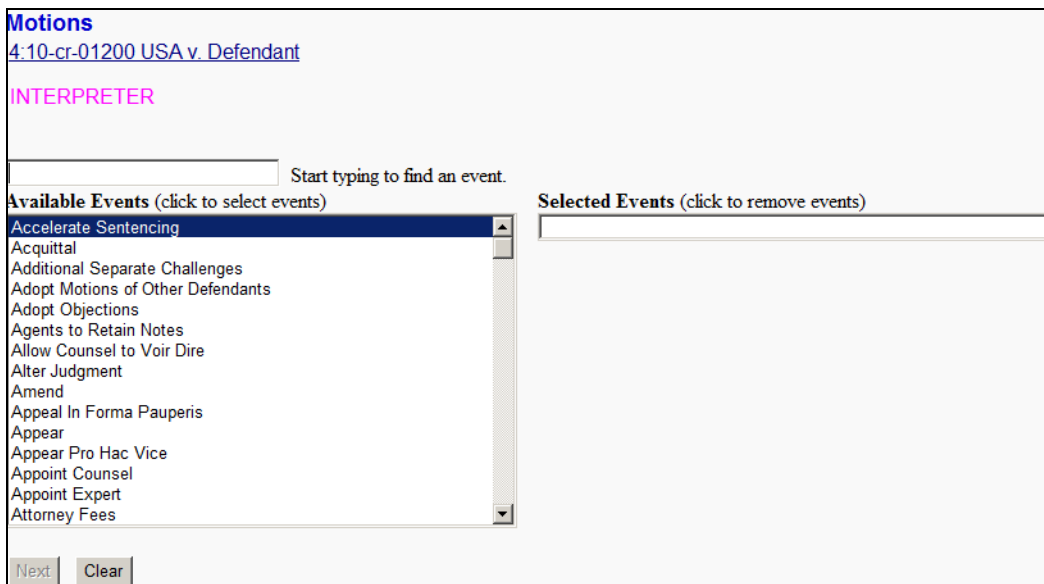 Motions
4:10-cr-01200 USA v. Defendant
INTERPRETER
Start typing to find an event.
Available Events (click to select events)
Selected Events (click to remove events)
Accelerate Sentencing
Acquittal
Additional Separate Challenges
Adopt Motions of Other Defendants
Adopt Objections
Agents to Retain Notes
Allow Counsel to Voir Dire
Alter Judgment
Amend
Appeal In Forma Pauperis
Appear
Appear Pro Hac Vice
Appoint Counsel
Appoint Expert
Attorney Fees
Next Clear